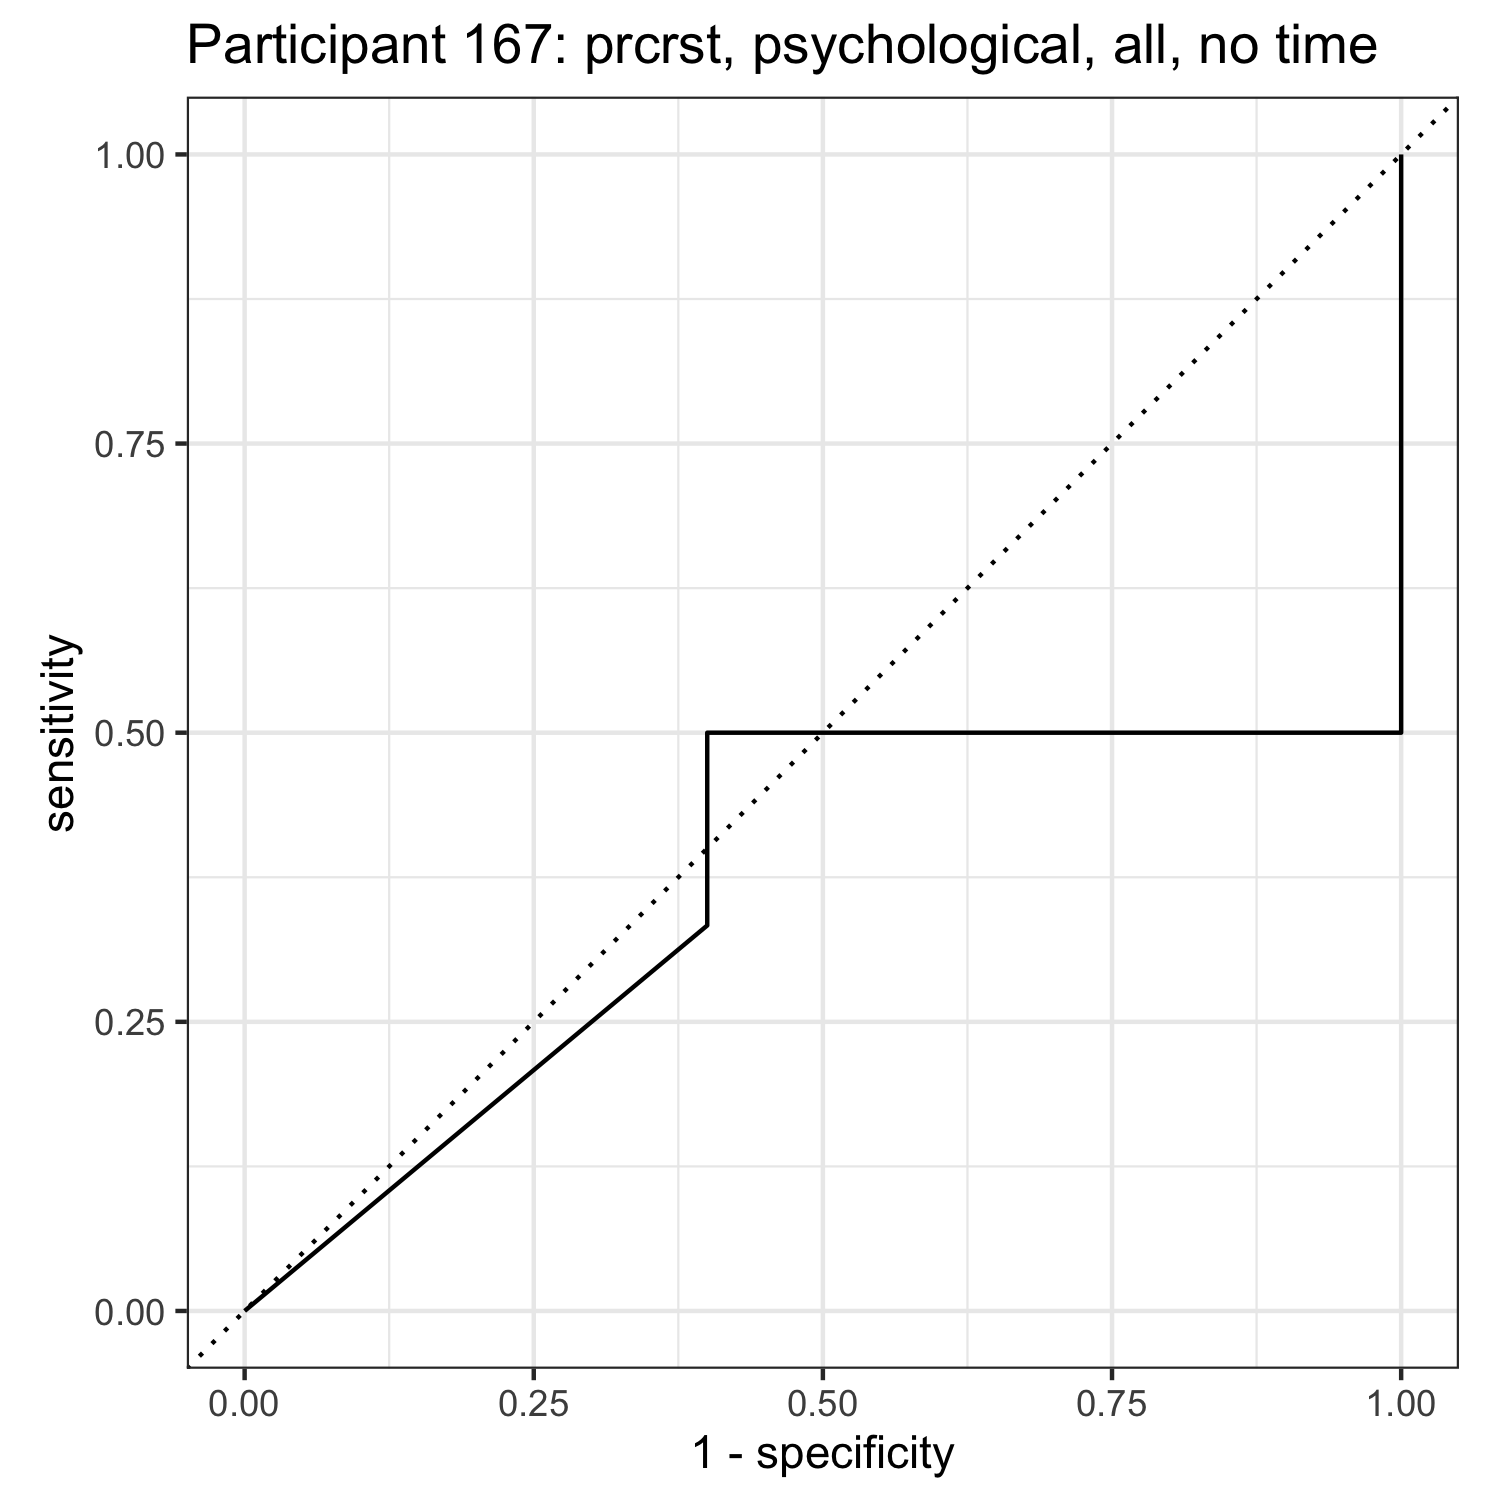 Participant 167: prcrst, psychological, all, no time
1.00
0.75
0.50
0.25
0.00
sensitivity
0.00 0.25 0.50 0.75 1.00
1 - specificity